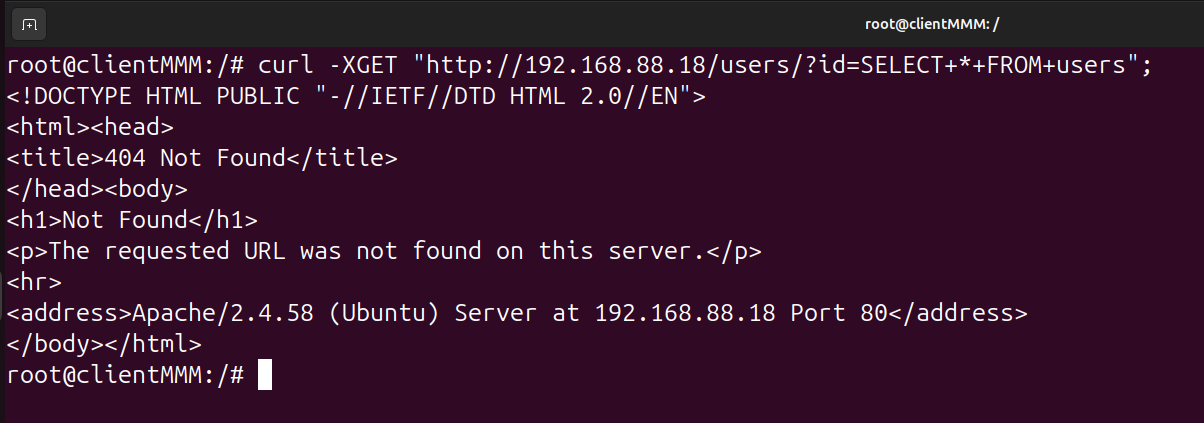 root@clientMMM: /
root@clientMMM:/# curl -XGET "http://192.168.88.18/users/?id=SELECT+*+FROM+users";
<!DOCTYPE HTML PUBLIC "-//IETF//DTD HTML 2.0//EN">
<html><head>
<title>404 Not Found</title>
</head><body>
<h1>Not Found</h1>
<p>The requested URL was not found on this server.</p>
<hr>
<address>Apache/2.4.58 (Ubuntu) Server at 192.168.88.18 Port 80</address>
</body></html>
root@clientMMM:/#